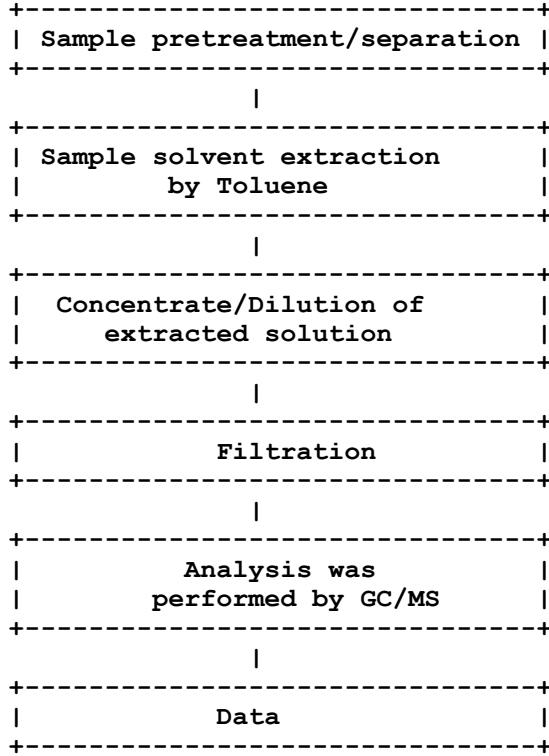 Sample pretreatment/separation
Sample solvent extraction
by Toluene
Concentrate/Dilution of
extracted solution
Filtration
Analysis was
performed by GC/MS
Data